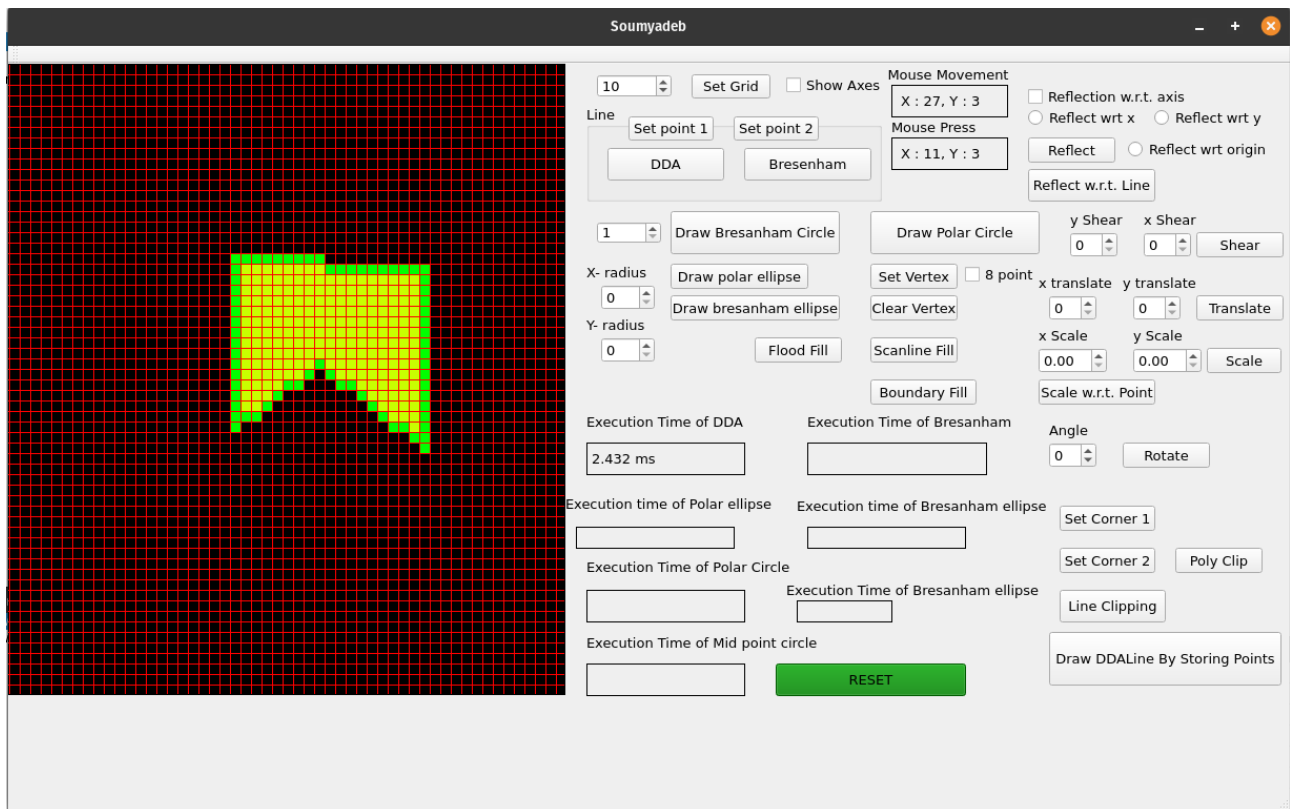 Soumyadeb
10 Set Grid Show Axes
Mouse Movement
X : 27, Y : 3
Reflection w.r.t. axis
Line
Set point 1 Set point 2
Mouse Press
Reflect wrt x Reflect wrt y
DDA Bresenham
X : 11, Y : 3
Reflect Reflect wrt origin
Reflect w.r.t. Line
1 Draw Bresanham Circle Draw Polar Circle
y Shear x Shear
0 0 Shear
X- radius
Draw polar ellipse Set Vertex 8 point
x translate y translate
0 Draw bresanham ellipse Clear Vertex 0 0 Translate
Y- radius
x Scale y Scale
0 Flood Fill Scanline Fill 0.00 0.00 Scale
Boundary Fill Scale w.r.t. Point
Execution Time of DDA Execution Time of Bresanham Angle
2.432 ms 0 Rotate
Execution time of Polar ellipse Execution time of Bresanham ellipse
Set Corner 1
Set Corner 2 Poly Clip
Execution Time of Polar Circle
Execution Time of Bresanham ellipse
Line Clipping
Execution Time of Mid point circle
Draw DDALine By Storing Points
RESET